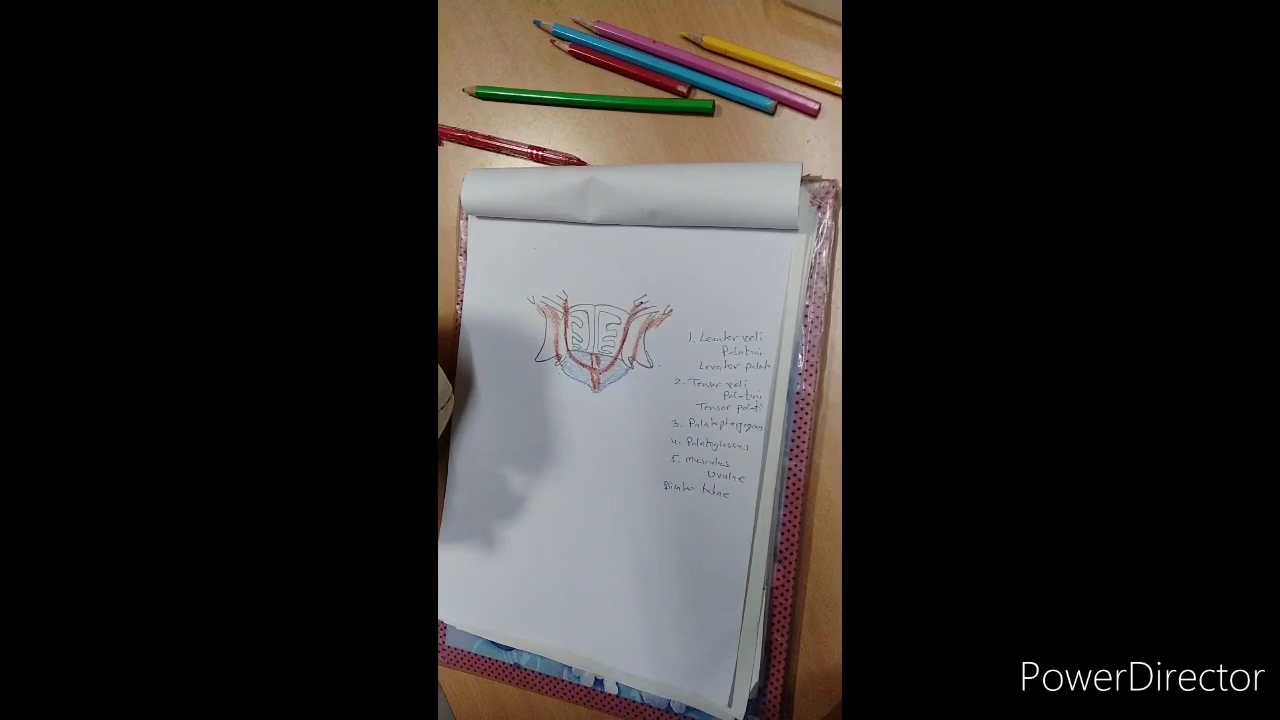 1. Levator veli
Palatini
Levator palati
2. Tensor veli
Palatini
Tensor palati
3. Palatopharyngeus
4. Palatoglossus
5. Musculus
Uvulae
Dilator tubae
PowerDirector